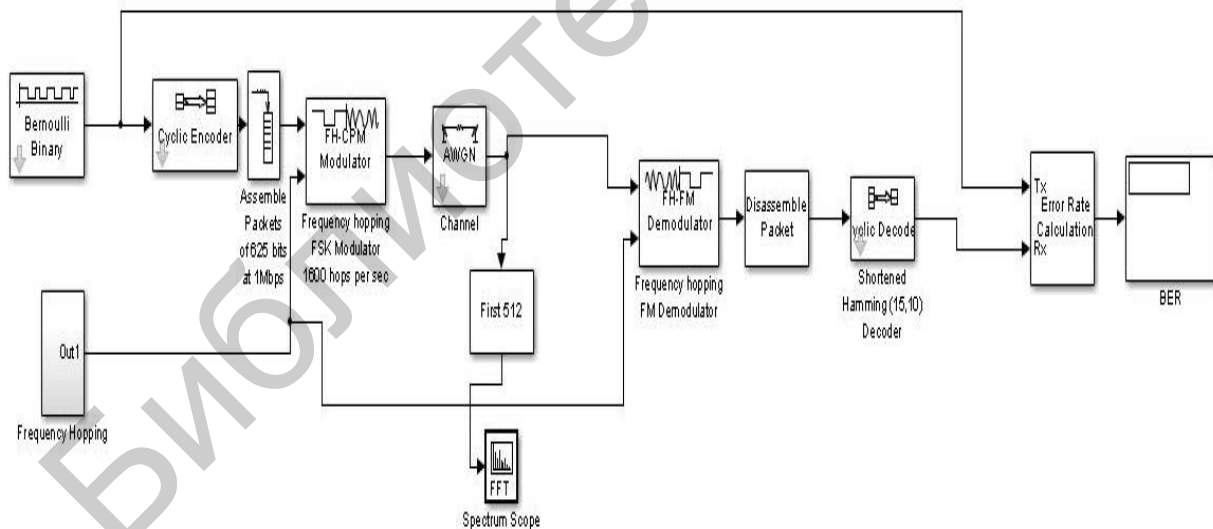 Bernoulli
Binary
Cyclic Encoder
Assemble
Packets
of 625 bits
at 1Mbps
FH-CPM
Modulator
Frequency hopping
FSK Modulator
1600 hops per sec
AWGN
Channel
First 512
FFT
Spectrum Scope
Out1
Frequency Hopping
FH-FM
Demodulator
Frequency hopping
FM Demodulator
Disassemble
Packet
yclic Decode
Shortened
Hamming (15,10)
Decoder
Tx
Error Rate
Calculation
Rx
BER
Библиоте